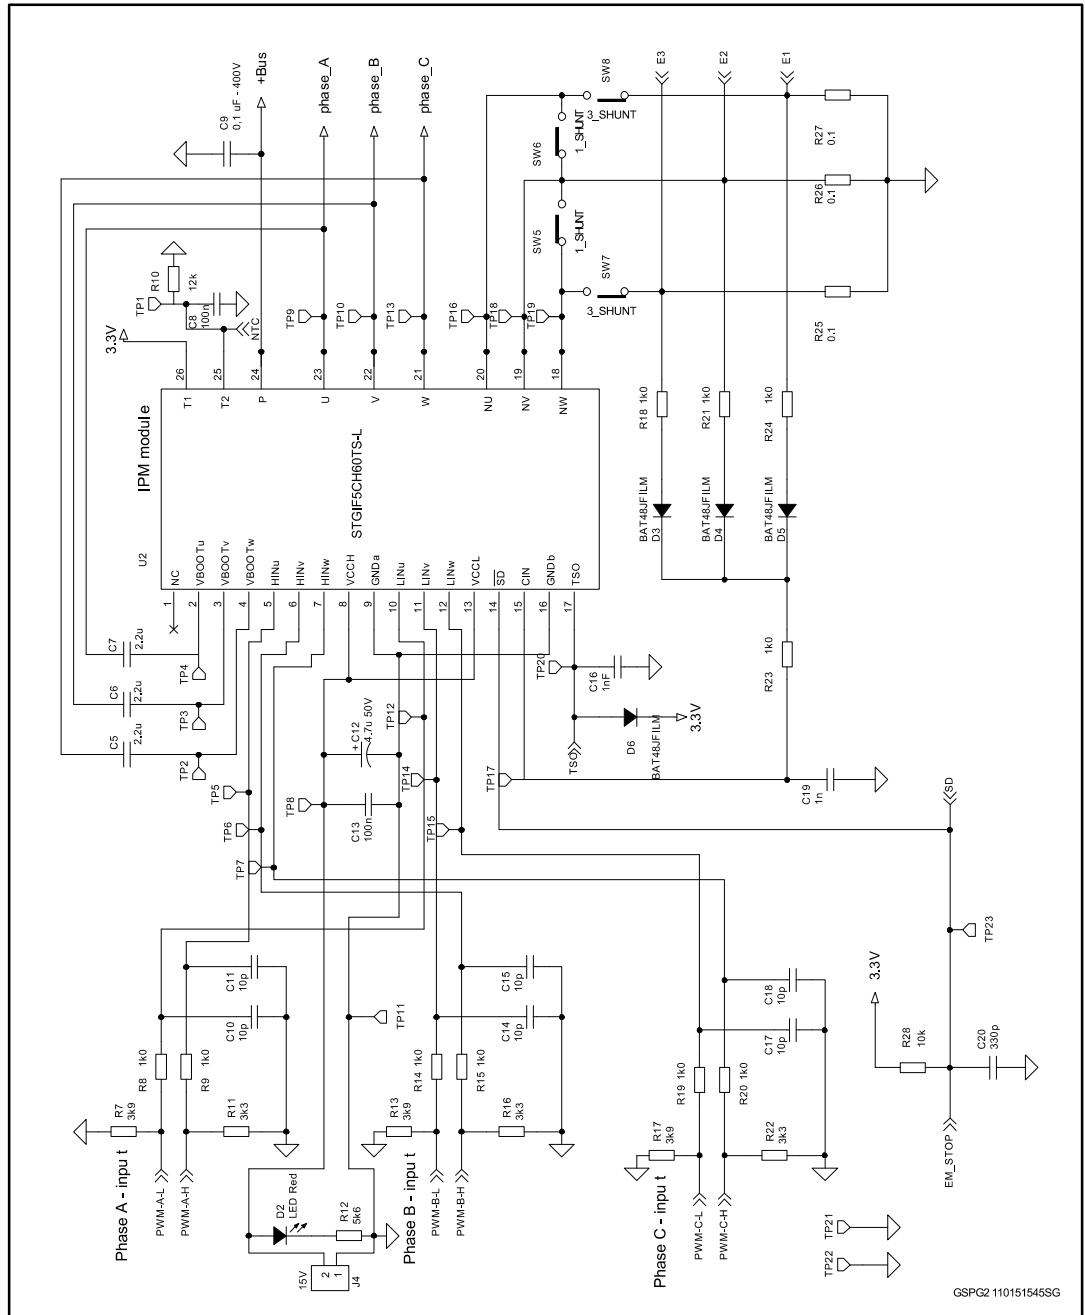 C9
0,1 uF - 400V
+Bus
phase_A
phase_B
phase_C
SW8
3_SHUNT
E3
E2
E1
SW6
1_SHUNT
R27
0.1
R26
0.1
R25
0.1
SW5
1_SHUNT
SW7
3_SHUNT
R10
12k
TP1
C8
100n
NTC
3.3V
TP9
TP10
TP13
TP16
TP18
TP19
26
25
24
23
22
21
20
19
18
T1
T2
P
U
V
W
NU
NV
NW
IPM module
STGIF5CH60TS-L
U2
NC
VBOOTu
VBOOTv
VBOOTw
HINu
HINv
HINw
VCCH
GNDa
LINu
LINv
LINw
VCCL
SD
CIN
GNDb
TSO
1
2
3
4
5
6
7
8
9
10
11
12
13
14
15
16
17
R18 1k0
R21 1k0
R24 1k0
BAT48JFILM
D3
BAT48JFILM
D4
BAT48JFILM
D5
R23 1k0
C7
2.2u
C6
2.2u
C5
2.2u
TP4
TP3
TP2
TP20
C16
1nF
D6
BAT48JFILM
3.3V
TSO
TP5
TP6
TP7
TP8
C12
+
4.7u 50V
C13
100n
TP12
TP14
TP15
TP17
C19
1n
SD
TP23
C11
10p
C10
10p
R8 1k0
R9 1k0
R7
3k9
R11
3k3
PWM-A-L
PWM-A-H
Phase A - input
TP11
C15
10p
C14
10p
R14 1k0
R15 1k0
R13
3k9
R16
3k3
PWM-B-L
PWM-B-H
Phase B - input
D2
LED Red
R12
5k6
15V
2
1
J4
C18
10p
C17
10p
R19 1k0
R20 1k0
R17
3k9
R22
3k3
PWM-C-L
PWM-C-H
Phase C - input
3.3V
R28
10k
C20
330p
EM_STOP
TP21
TP22
GSPG2 110151545SG